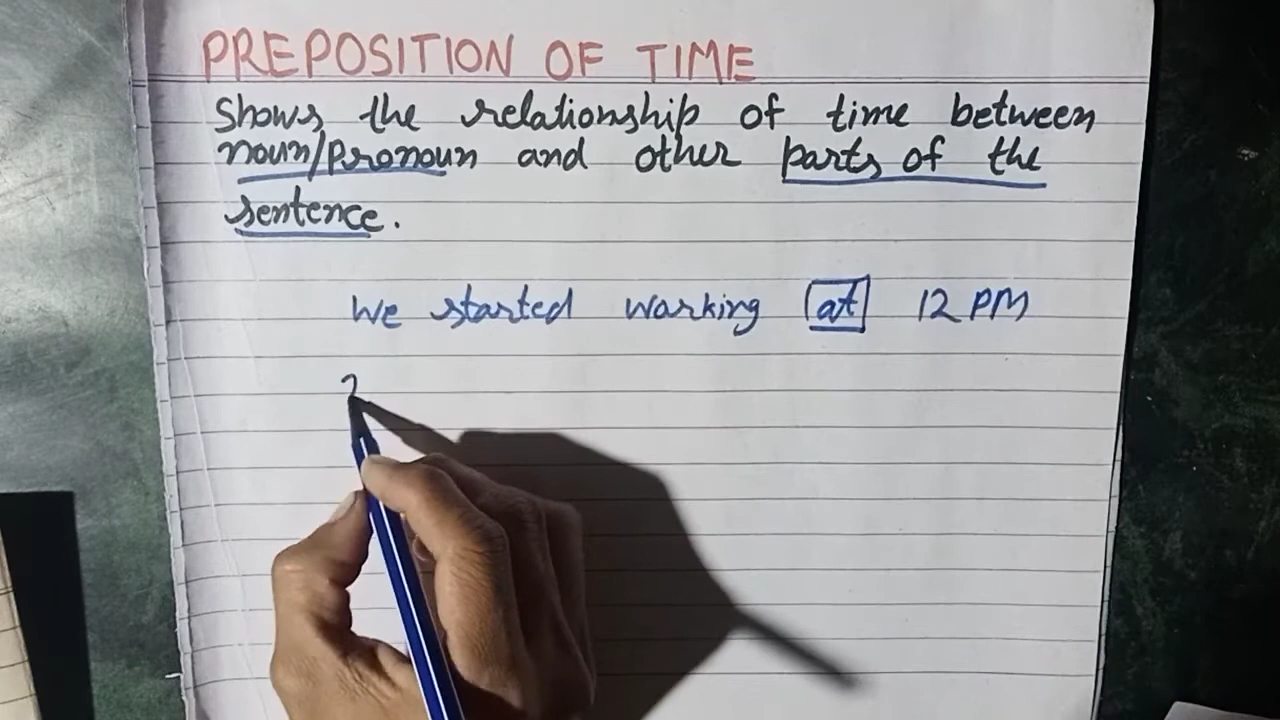 PREPOSITION OF TIME
Shows the relationship of time between
noun/Pronoun and other parts of the
sentence.
We started working at 12 PM